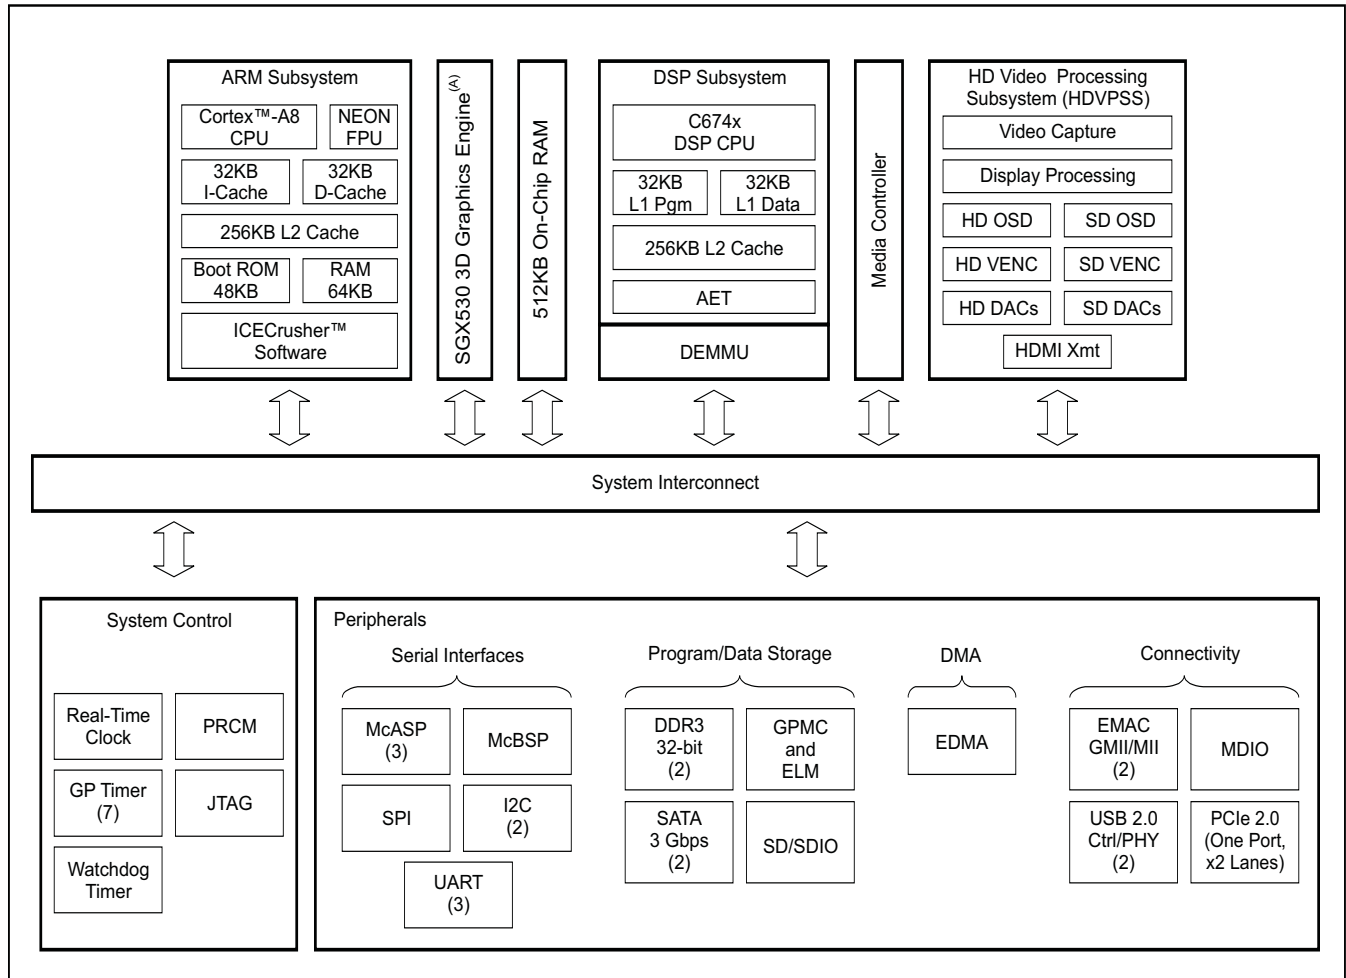 ARM Subsystem
Cortex™-A8
CPU
NEON
FPU
32KB
I-Cache
32KB
D-Cache
256KB L2 Cache
Boot ROM
48KB
RAM
64KB
ICECrusher™
Software
SGX530 3D Graphics Engine(A)
512KB On-Chip RAM
DSP Subsystem
C674x
DSP CPU
32KB
L1 Pgm
32KB
L1 Data
256KB L2 Cache
AET
DEMMU
Media Controller
HD Video Processing
Subsystem (HDVPSS)
Video Capture
Display Processing
HD OSD
SD OSD
HD VENC
SD VENC
HD DACs
SD DACs
HDMI Xmt
System Interconnect
System Control
Real-Time
Clock
PRCM
GP Timer
(7)
JTAG
Watchdog
Timer
Peripherals
Serial Interfaces
McASP
(3)
McBSP
SPI
I2C
(2)
UART
(3)
Program/Data Storage
DDR3
32-bit
(2)
GPMC
and
ELM
SATA
3 Gbps
(2)
SD/SDIO
DMA
EDMA
Connectivity
EMAC
GMII/MII
(2)
MDIO
USB 2.0
Ctrl/PHY
(2)
PCIe 2.0
(One Port,
x2 Lanes)